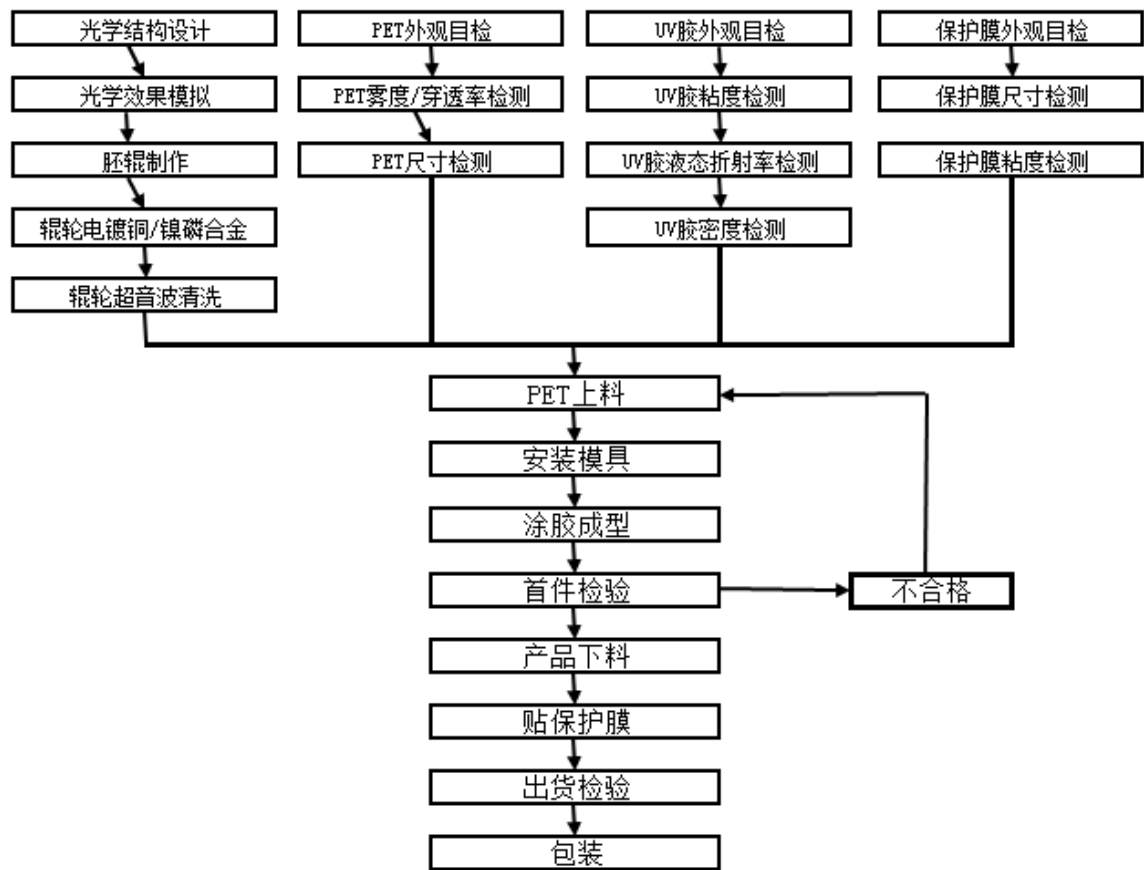 光学结构设计
PET外观目检
UV胶外观目检
保护膜外观目检
光学效果模拟
PET雾度/穿透率检测
UV胶粘度检测
保护膜尺寸检测
胚辊制作
PET尺寸检测
UV胶液态折射率检测
保护膜粘度检测
辊轮电镀铜/镍磷合金
UV胶密度检测
辊轮超音波清洗
PET上料
安装模具
涂胶成型
首件检验
不合格
产品下料
贴保护膜
出货检验
包装